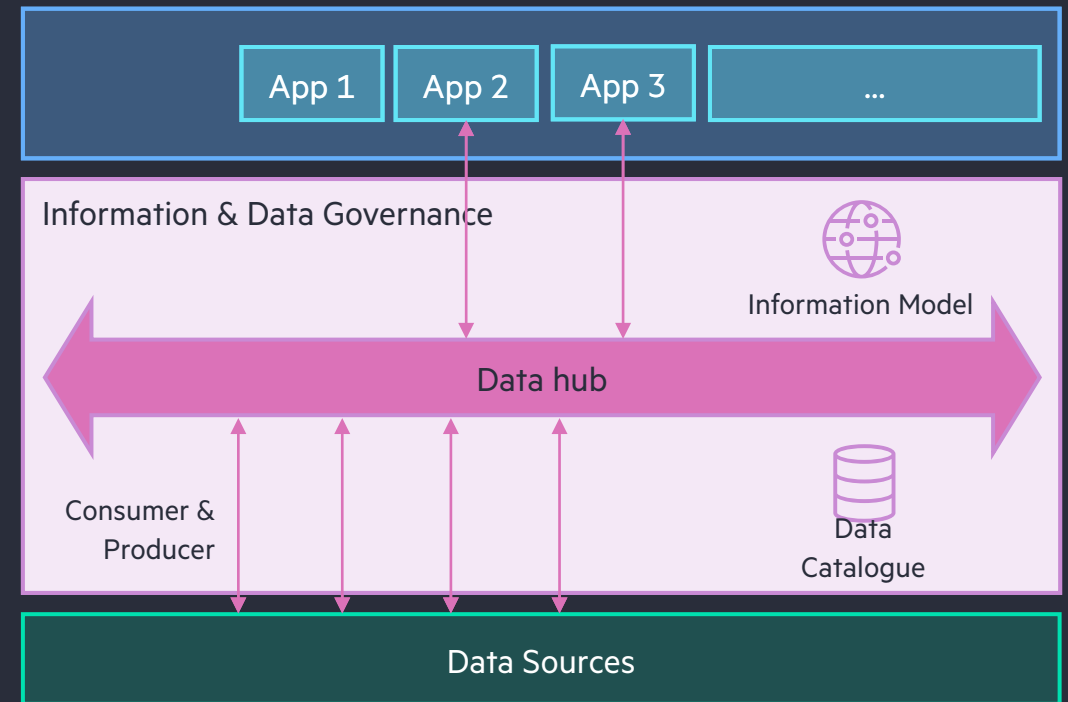 App 1
App 2
App 3
...
Information & Data Governance
Information Model
Data hub
Consumer &
Producer
Data
Catalogue
Data Sources